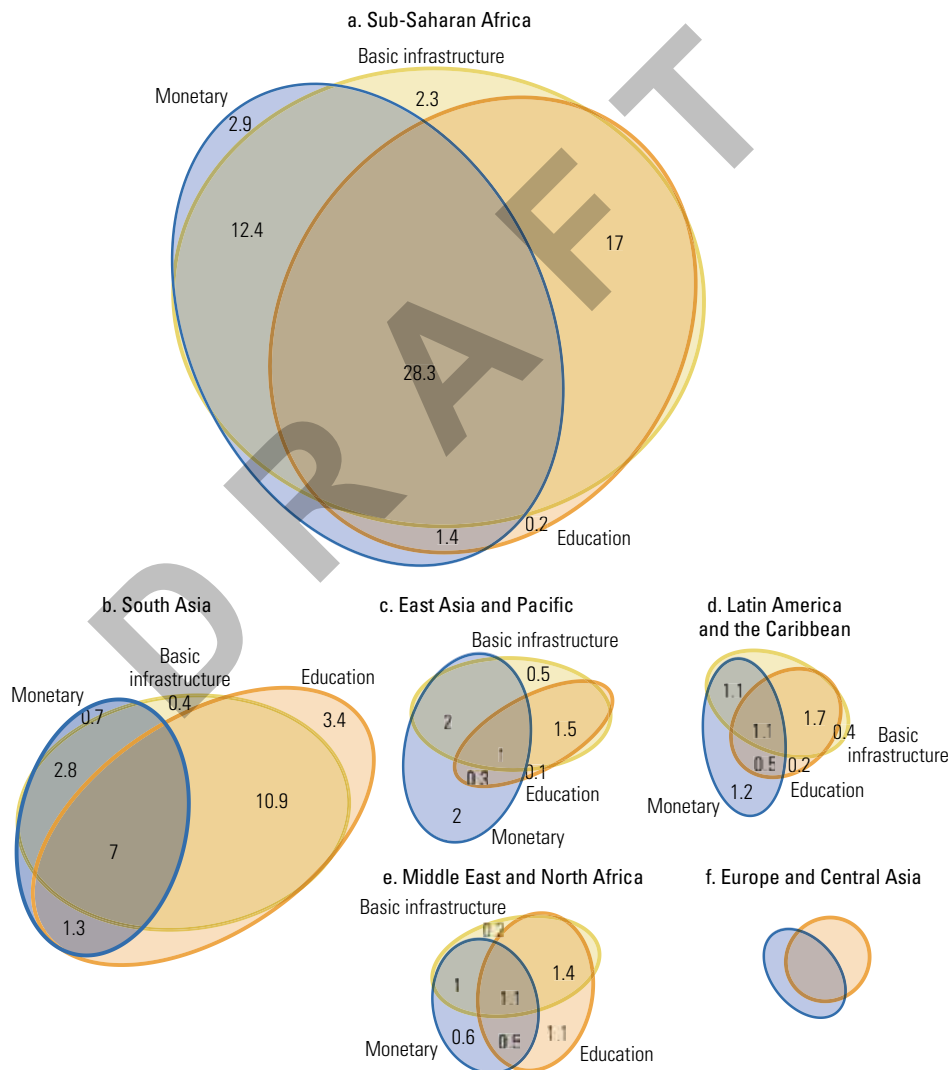 a. Sub-Saharan Africa
Basic infrastructure
Monetary
2.3
2.9
12.4
17
28.3
0.2
1.4
Education
DRAFT
b. South Asia
Basic
infrastructure
Education
Monetary
0.4
0.7
3.4
2.8
10.9
7
1.3
c. East Asia and Pacific
Basic infrastructure
0.5
2
1.5
1
0.1
0.3
Education
2
Monetary
d. Latin America
and the Caribbean
1.1
1.7
1.1
0.4
Basic
infrastructure
0.5
0.2
Education
1.2
Monetary
e. Middle East and North Africa
Basic infrastructure
1
1.4
1.1
0.6
0.5
1.1
Monetary
Education
f. Europe and Central Asia